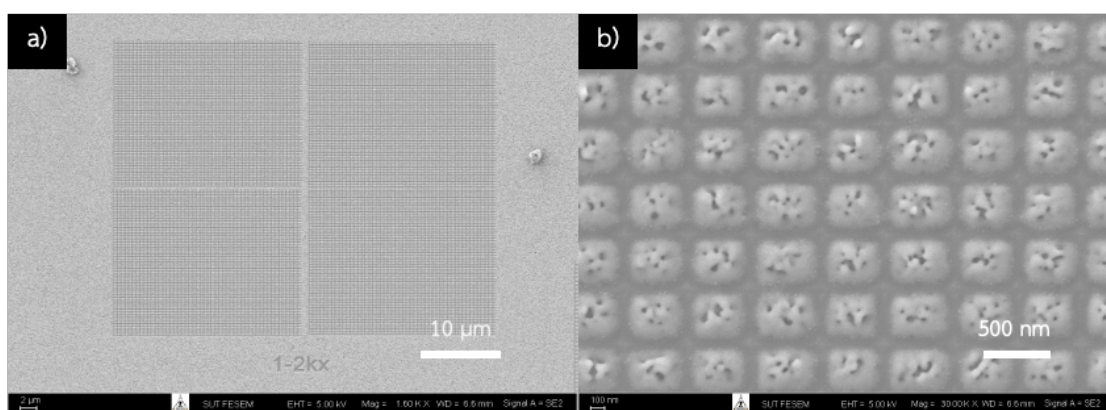 a)
10 µm
1-2kx
2 µm
SUT FESEM
EHT = 5.00 kV
Mag = 1.60 K X
WD = 6.6 mm
Signal A = SE2
b)
500 nm
100 nm
SUT FESEM
EHT = 5.00 kV
Mag = 30.00 K X
WD = 6.6 mm
Signal A = SE2